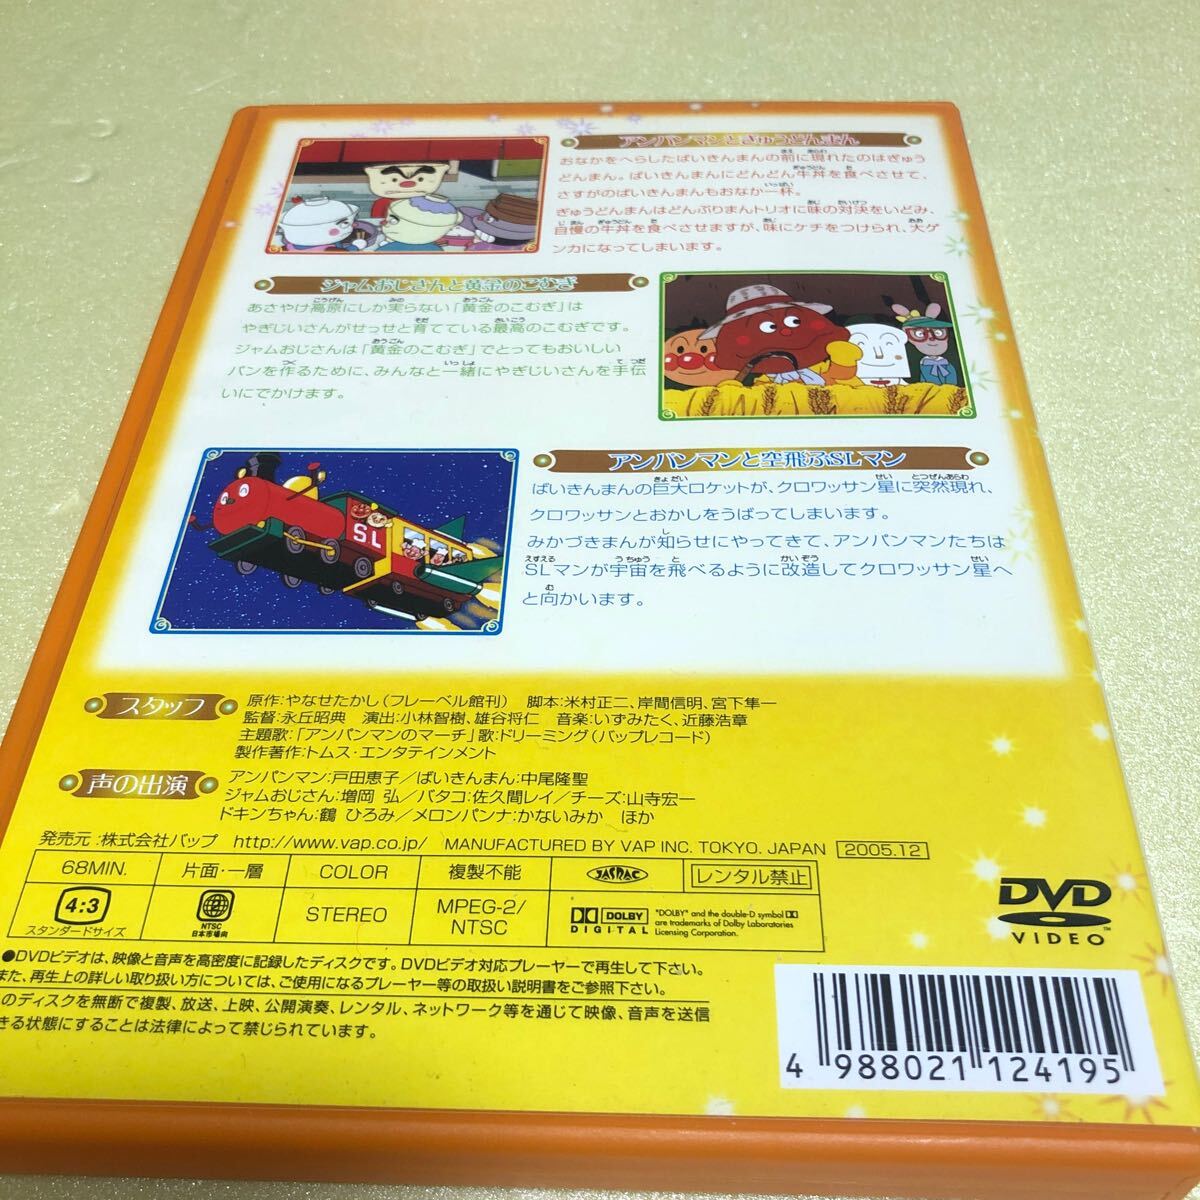 アンパンマンとぎゅうどんまん
おなかをへらしたばいきんまんの前に現れたのはぎゅう
どんまん。ばいきんまんにどんどん牛丼を食べさせて、
さすがのばいきんまんもおなか一杯。
ぎゅうどんまんはどんぶりまんトリオに味の対決をいどみ、
自慢の牛丼を食べさせますが、味にケチをつけられ、大ゲ
ンカになってしまいます。
ジャムおじさんと黄金のこむぎ
あさやけ高原にしか実らない「黄金のこむぎ」は
やぎじいさんがせっせと育てている最高のこむぎです。
ジャムおじさんは「黄金のこむぎ」でとってもおいしい
パンを作るために、みんなと一緒にやぎじいさんを手伝
いにでかけます。
アンパンマンと空飛ぶSLマン
ばいきんまんの巨大ロケットが、クロワッサン星に突然現れ、
クロワッサンとおかしをうばってしまいます。
みかづきまんが知らせにやってきて、アンパンマンたちは
SLマンが宇宙を飛べるように改造してクロワッサン星へ
と向かいます。
SL
スタッフ
原作:やなせたかし(フレーベル館刊) 脚本:米村正二、岸間信明、宮下隼一
監督:永丘昭典 演出:小林智樹、雄谷将仁 音楽:いずみたく、近藤浩章
主題歌:「アンパンマンのマーチ」歌:ドリーミング(バップレコード)
製作著作:トムス・エンタテインメント
声の出演
アンパンマン:戸田恵子/ばいきんまん:中尾隆聖
ジャムおじさん:増岡 弘/バタコ:佐久間レイ/チーズ:山寺宏一
ドキンちゃん:鶴 ひろみ/メロンパンナ:かないみか ほか
発売元:株式会社バップ http://www.vap.co.jp/ MANUFACTURED BY VAP INC. TOKYO. JAPAN 2005.12
68MIN. 片面・一層 COLOR 複製不能 JASRAC レンタル禁止
4:3 スタンダードサイズ
2 NTSC 日本市場向
STEREO
MPEG-2/
NTSC
DOLBY DIGITAL
"DOLBY" and the double-D symbol
are trademarks of Dolby Laboratories
Licensing Corporation.
DVD VIDEO
●DVDビデオは、映像と音声を高密度に記録したディスクです。DVDビデオ対応プレーヤーで再生して下さい。
また、再生上の詳しい取り扱い方については、ご使用になるプレーヤー等の取扱い説明書をご参照下さい。
のディスクを無断で複製、放送、上映、公開演奏、レンタル、ネットワーク等を通じて映像、音声を送信
きる状態にすることは法律によって禁じられています。
4 988021 124195